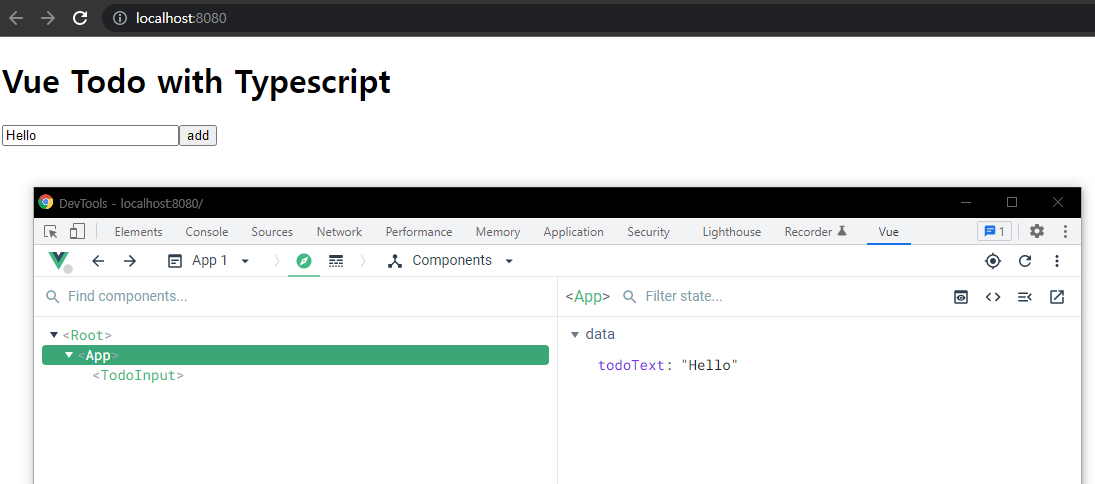 localhost:8080
Vue Todo with Typescript
Hello add
DevTools - localhost:8080/
Elements Console Sources Network Performance Memory Application Security Lighthouse Recorder Vue 1
App 1 Components
Find components...
<App> Filter state...
<Root>
data
<App>
todoText: "Hello"
<TodoInput>